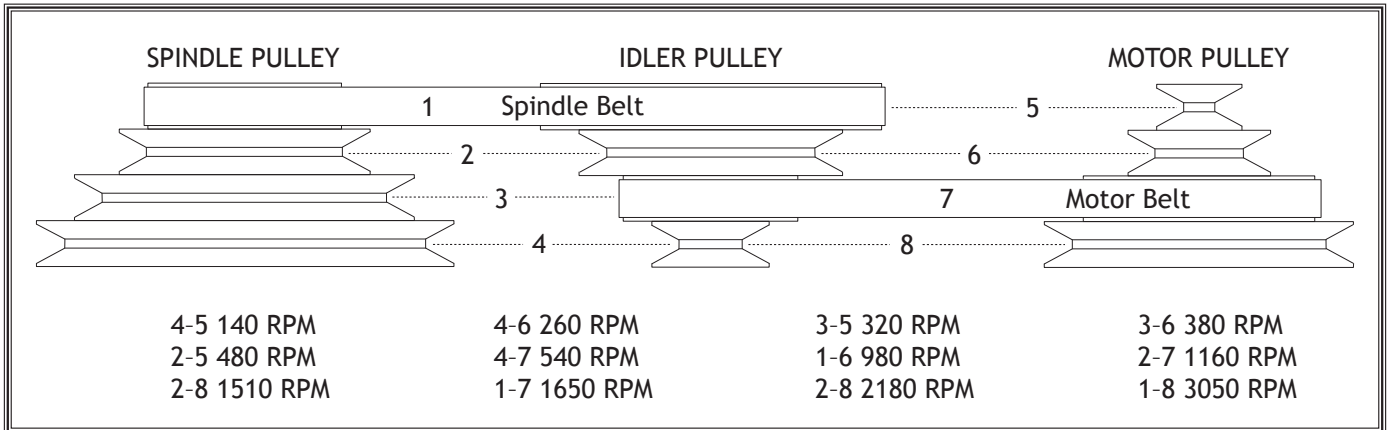 SPINDLE PULLEY IDLER PULLEY MOTOR PULLEY
1 Spindle Belt 5
2 6
3 7 Motor Belt
4 8
4-5 140 RPM 4-6 260 RPM 3-5 320 RPM 3-6 380 RPM
2-5 480 RPM 4-7 540 RPM 1-6 980 RPM 2-7 1160 RPM
2-8 1510 RPM 1-7 1650 RPM 2-8 2180 RPM 1-8 3050 RPM